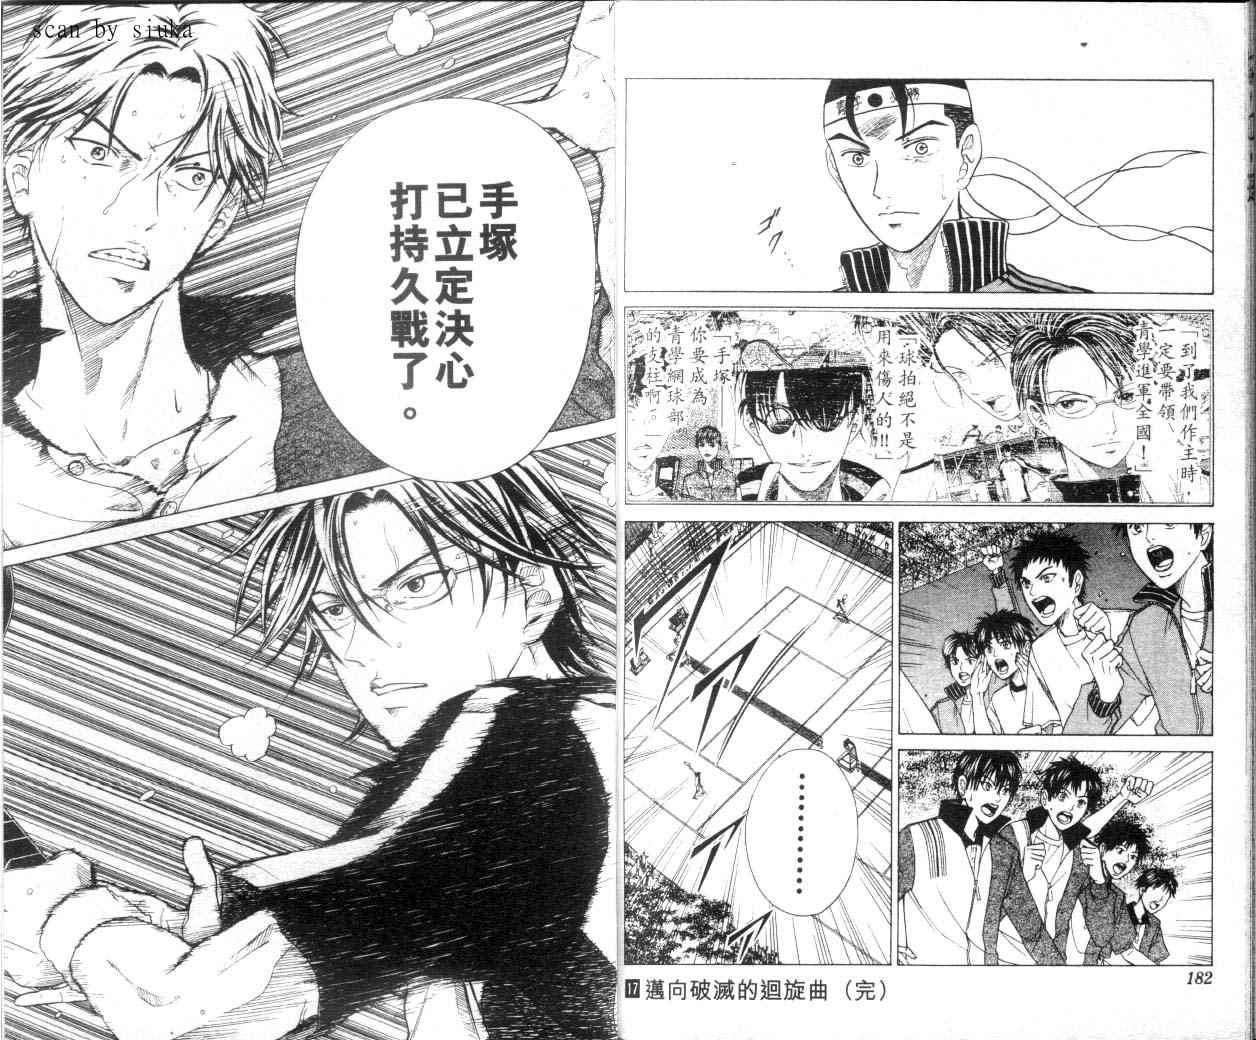 scan by siuka
「到了我們作主時，
一定要帶領
青學進軍全國！」
「球拍絕不是
用來傷人的!!」
「手塚
你要成為
青學網球部
的支柱啊。」
…………
17 邁向破滅的迴旋曲（完）
182
手塚
已立定決心
打持久戰了。